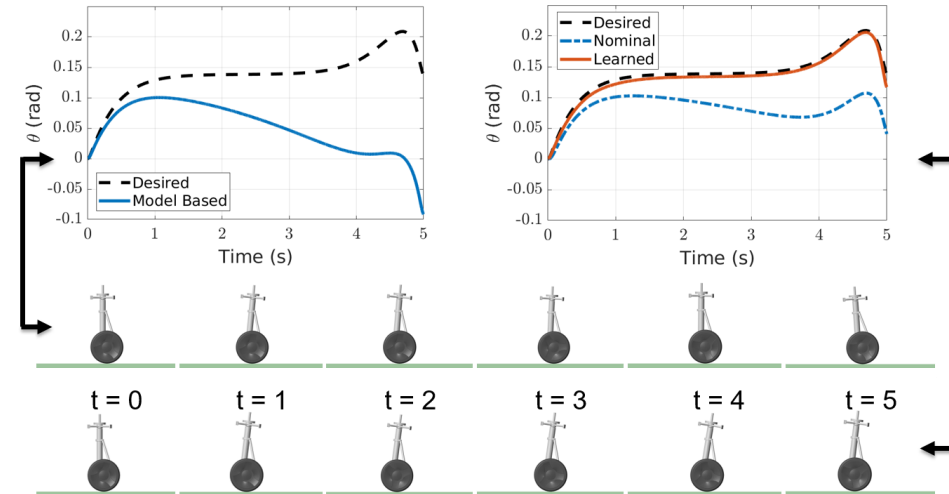 0.2
0.15
0.1
0.05
0
-0.05
-0.1
θ (rad)
Desired
Model Based
0 1 2 3 4 5
Time (s)
0.2
0.15
0.1
0.05
0
-0.05
-0.1
θ (rad)
Desired
Nominal
Learned
0 1 2 3 4 5
Time (s)
t = 0 t = 1 t = 2 t = 3 t = 4 t = 5